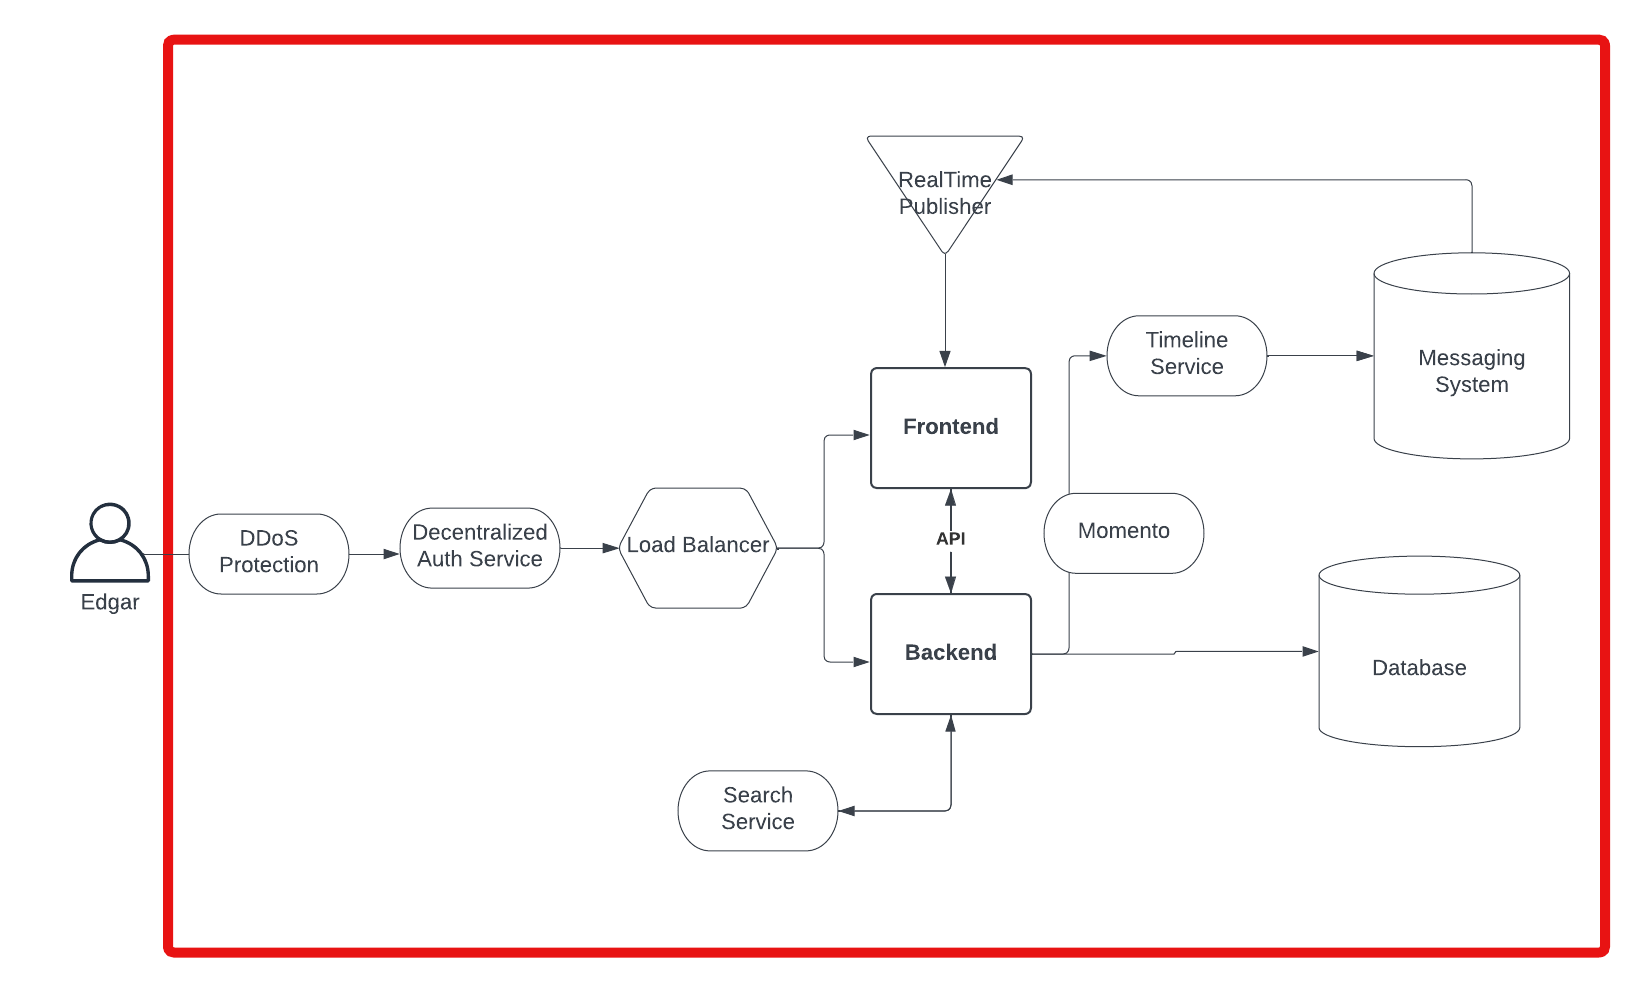 RealTime
Publisher
Timeline
Service
Messaging
System
Frontend
DDoS
Protection
Decentralized
Auth Service
Load Balancer
API
Momento
Edgar
Backend
Database
Search
Service